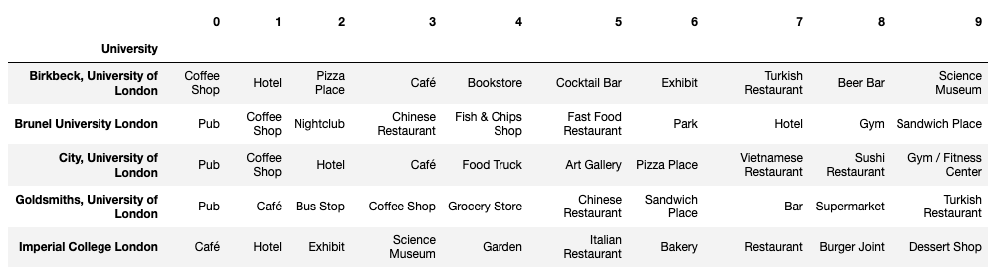 0 1 2 3 4 5 6 7 8 9
University
Birkbeck, University of London Coffee Shop Hotel Pizza Place Café Bookstore Cocktail Bar Exhibit Turkish Restaurant Beer Bar Science Museum
Brunel University London Pub Coffee Shop Nightclub Chinese Restaurant Fish & Chips Shop Fast Food Restaurant Park Hotel Gym Sandwich Place
City, University of London Pub Coffee Shop Hotel Café Food Truck Art Gallery Pizza Place Vietnamese Restaurant Sushi Restaurant Gym / Fitness Center
Goldsmiths, University of London Pub Café Bus Stop Coffee Shop Grocery Store Chinese Restaurant Sandwich Place Bar Supermarket Turkish Restaurant
Imperial College London Café Hotel Exhibit Science Museum Garden Italian Restaurant Bakery Restaurant Burger Joint Dessert Shop